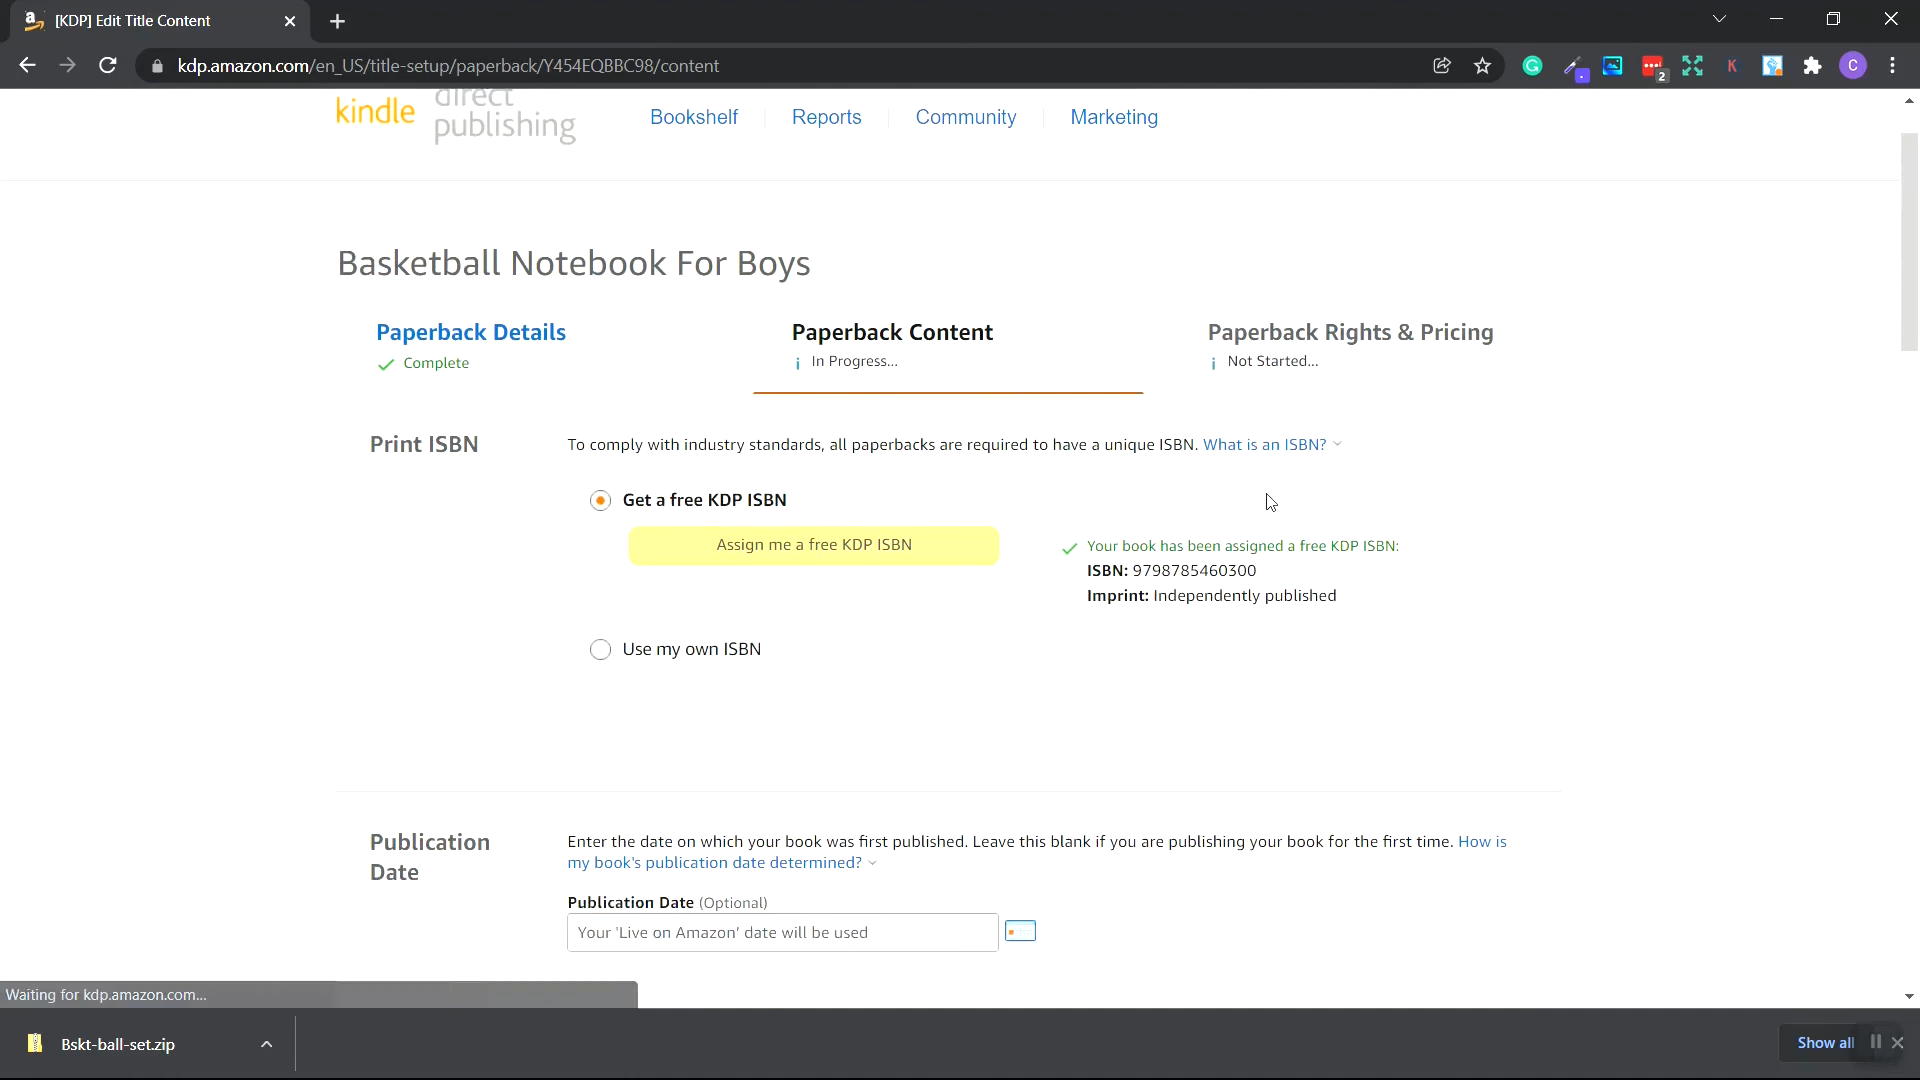 [KDP] Edit Title Content
kdp.amazon.com/en_US/title-setup/paperback/Y454EQBBC98/content
2
K
C
kindle direct publishing
Bookshelf Reports Community Marketing
Basketball Notebook For Boys
Paperback Details Paperback Content Paperback Rights & Pricing
Complete In Progress... Not Started...
Print ISBN
To comply with industry standards, all paperbacks are required to have a unique ISBN. What is an ISBN?
Get a free KDP ISBN
Assign me a free KDP ISBN
Your book has been assigned a free KDP ISBN:
ISBN: 9798785460300
Imprint: Independently published
Use my own ISBN
Publication Date
Enter the date on which your book was first published. Leave this blank if you are publishing your book for the first time. How is
my book's publication date determined?
Publication Date (Optional)
Your 'Live on Amazon' date will be used
Waiting for kdp.amazon.com...
Bskt-ball-set.zip
Show all